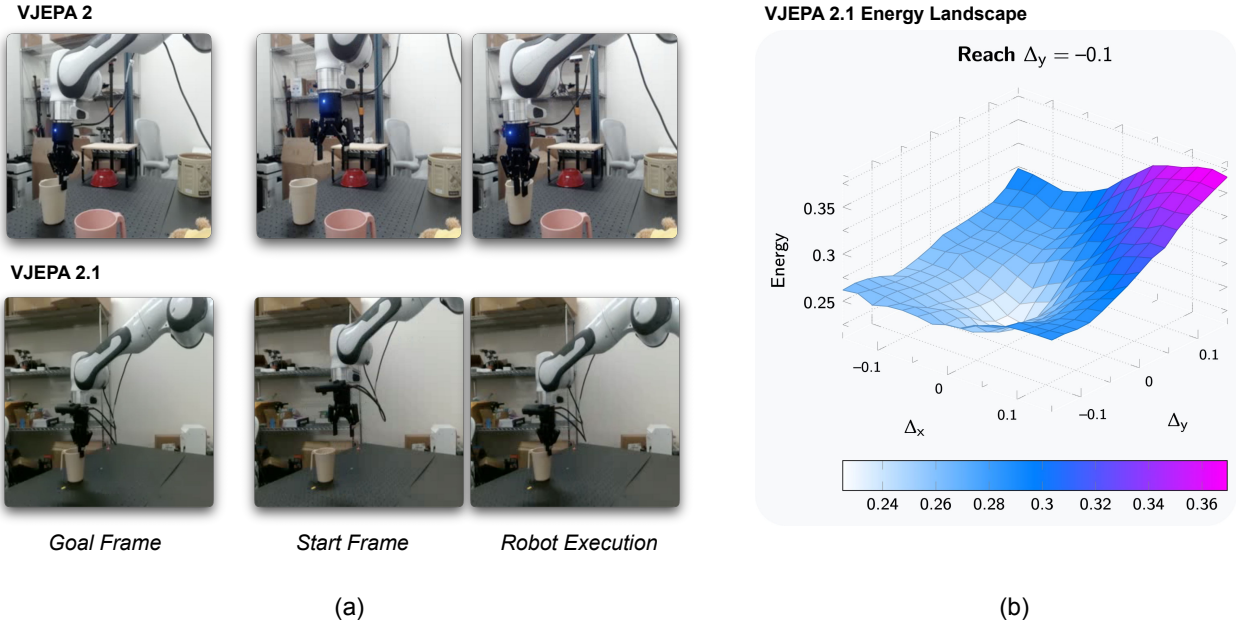 VJEPA 2
VJEPA 2.1
Goal Frame
Start Frame
Robot Execution
(a)
VJEPA 2.1 Energy Landscape
Reach Δy = –0.1
0.35
0.3
0.25
Energy
–0.1
0
0.1
Δx
–0.1
0
0.1
Δy
0.24 0.26 0.28 0.3 0.32 0.34 0.36
(b)